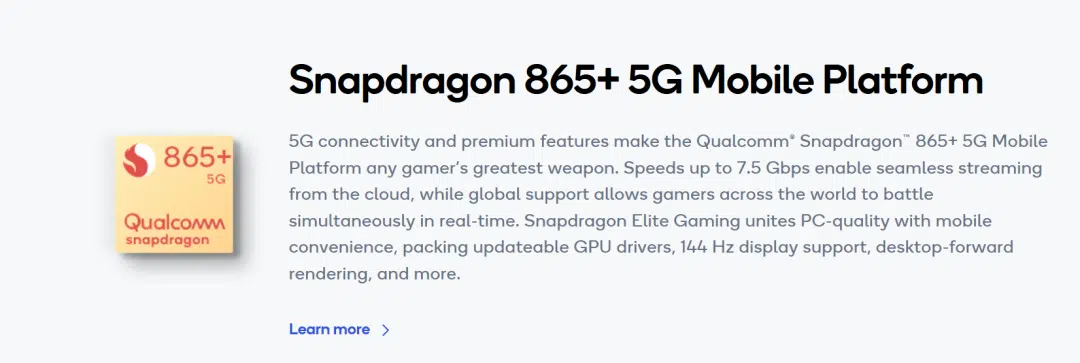 Snapdragon 865+ 5G Mobile Platform
865+
5G
Qualcomm
snapdragon
5G connectivity and premium features make the Qualcomm® Snapdragon™ 865+ 5G Mobile
Platform any gamer's greatest weapon. Speeds up to 7.5 Gbps enable seamless streaming
from the cloud, while global support allows gamers across the world to battle
simultaneously in real-time. Snapdragon Elite Gaming unites PC-quality with mobile
convenience, packing updateable GPU drivers, 144 Hz display support, desktop-forward
rendering, and more.
Learn more